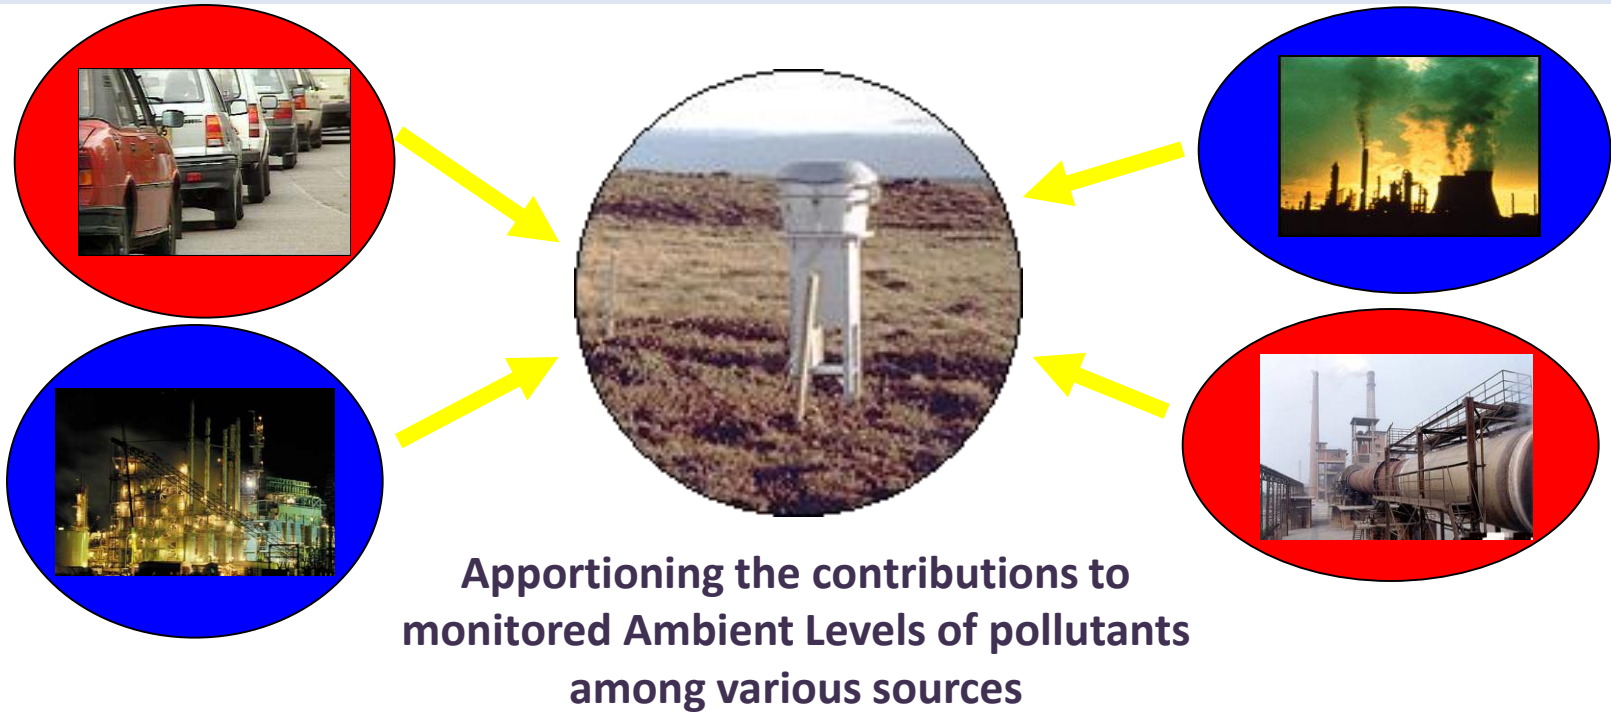 Apportioning the contributions to
monitored Ambient Levels of pollutants
among various sources